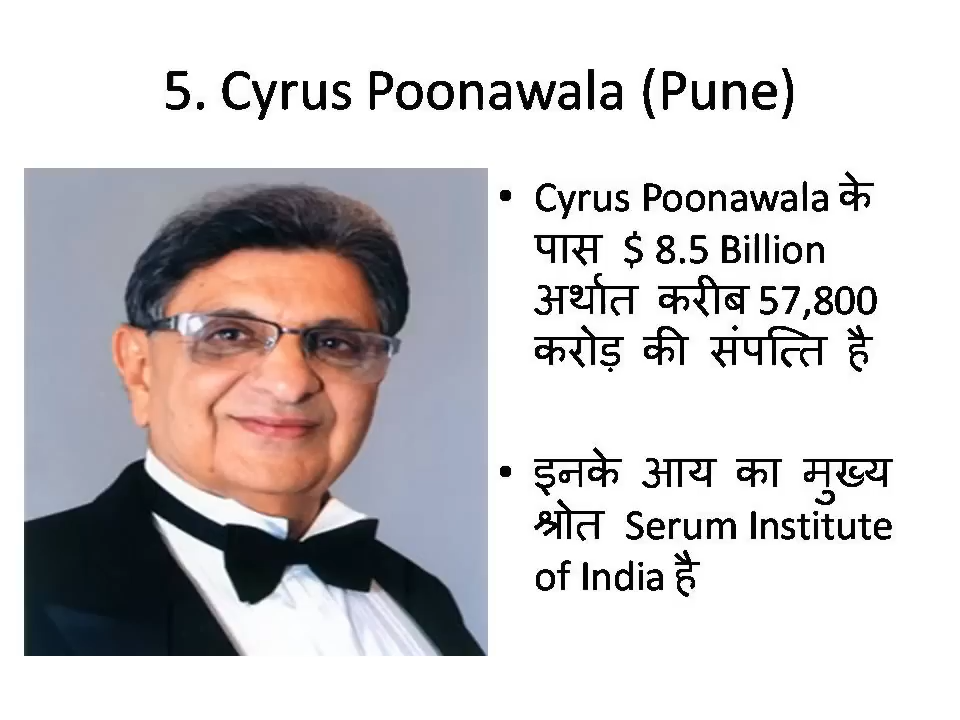 5. Cyrus Poonawala (Pune)
• Cyrus Poonawala के
पास $ 8.5 Billion
अर्थात करीब 57,800
करोड़ की संपत्ति है
• इनके आय का मुख्य
श्रोत Serum Institute
of India है